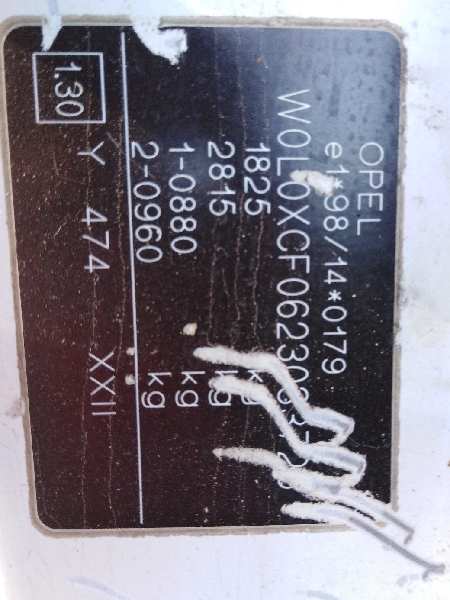 OPEL
e1*98/14*0179
1825 kg
2815 kg
1-0880 kg
2-0960 kg
1.30 Y 474 XXII